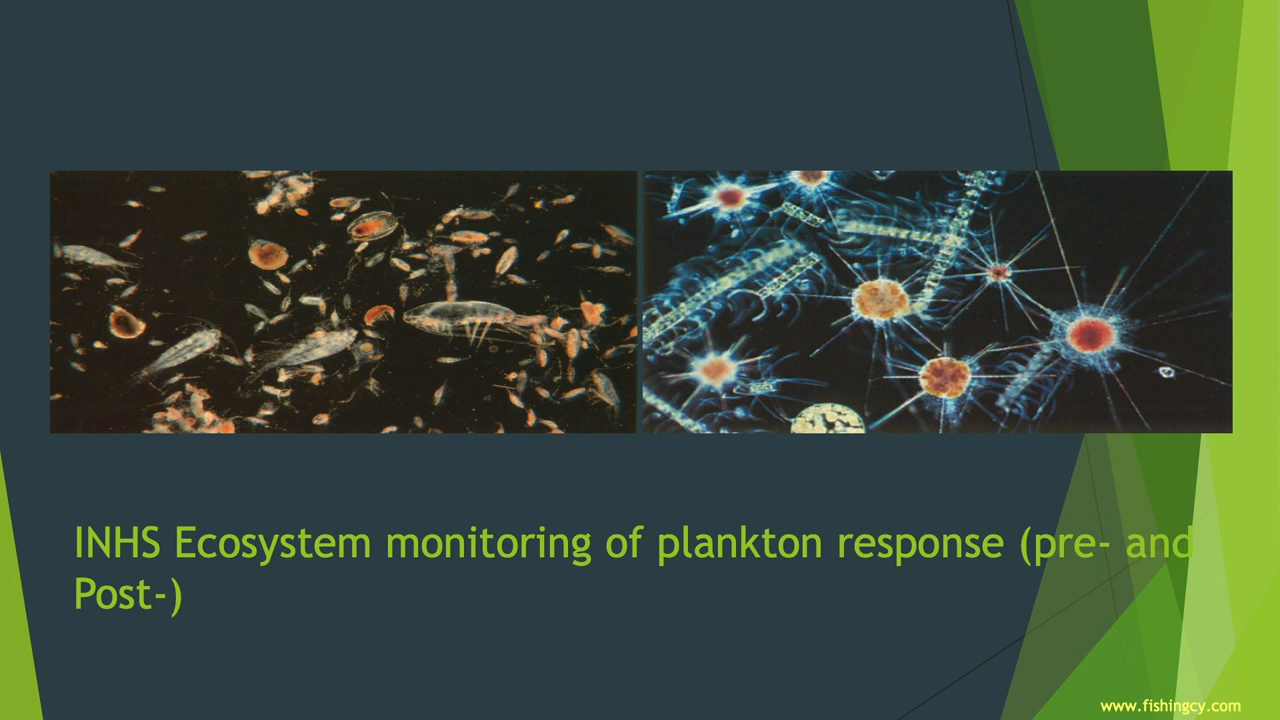 INHS Ecosystem monitoring of plankton response (pre- and
Post-)
www.fishingcy.com